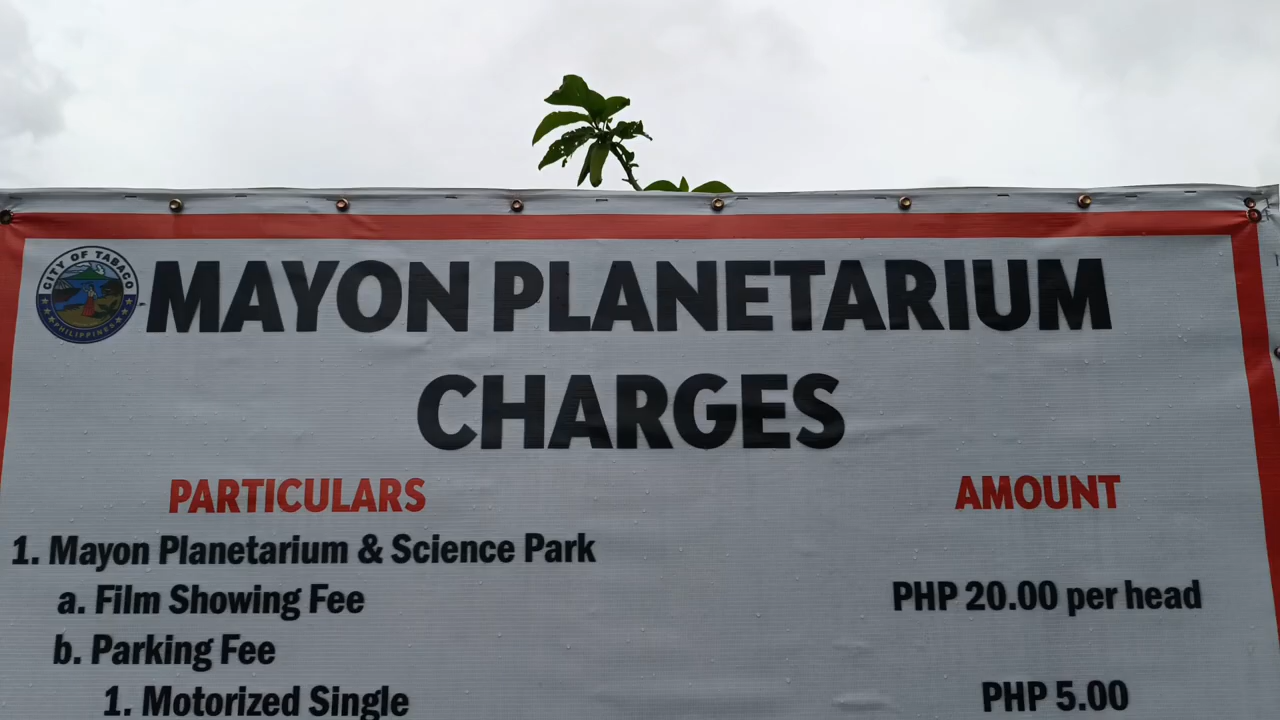 CITY OF TABACO
PHILIPPINES
MAYON PLANETARIUM
CHARGES
PARTICULARS AMOUNT
1. Mayon Planetarium & Science Park
a. Film Showing Fee PHP 20.00 per head
b. Parking Fee
1. Motorized Single PHP 5.00